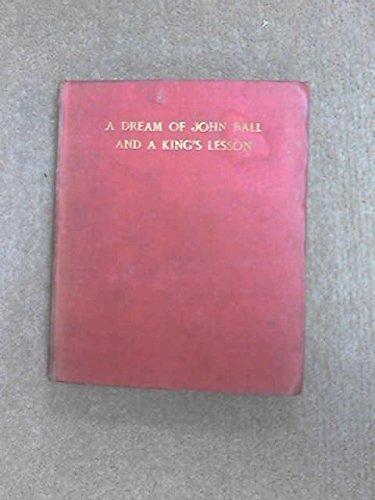 A DREAM OF JOHN BALL
AND A KING'S LESSON